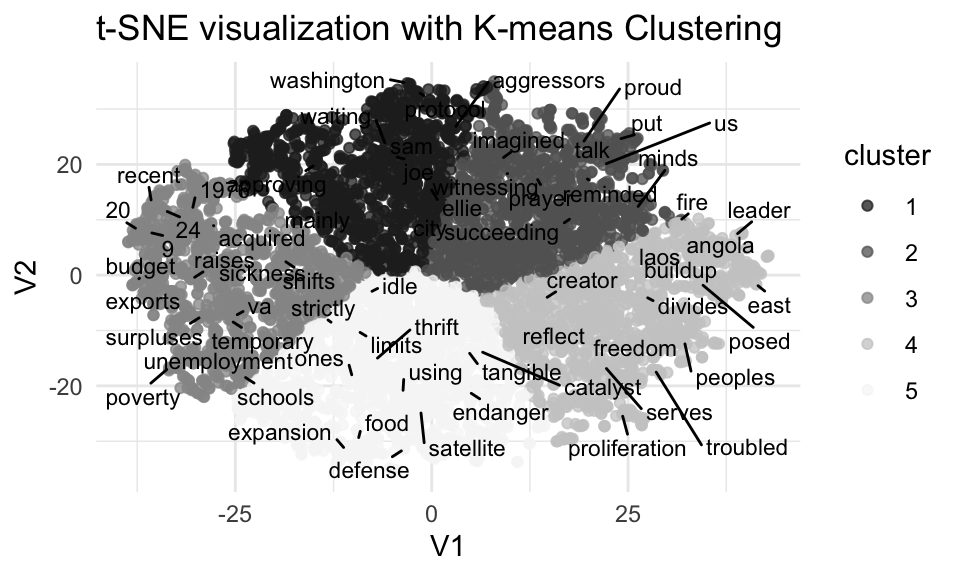 t-SNE visualization with K-means Clustering
washington
aggressors
proud
protocol
waiting
put
us
imagined
sam
talk
minds
recent
joe
1976
approving
witnessing
prayer
reminded
fire
20
ellie
leader
mainly
24
city
succeeding
9
acquired
angola
laos
budget
raises
sickness
shifts
buildup
creator
idle
exports
va
strictly
divides
east
surpluses
temporary
thrift
limits
reflect
posed
unemployment
ones
freedom
using
tangible
peoples
poverty
schools
catalyst
endanger
serves
food
expansion
satellite
proliferation
troubled
defense
20
0
-20
V2
-25
0
25
V1
cluster
1
2
3
4
5